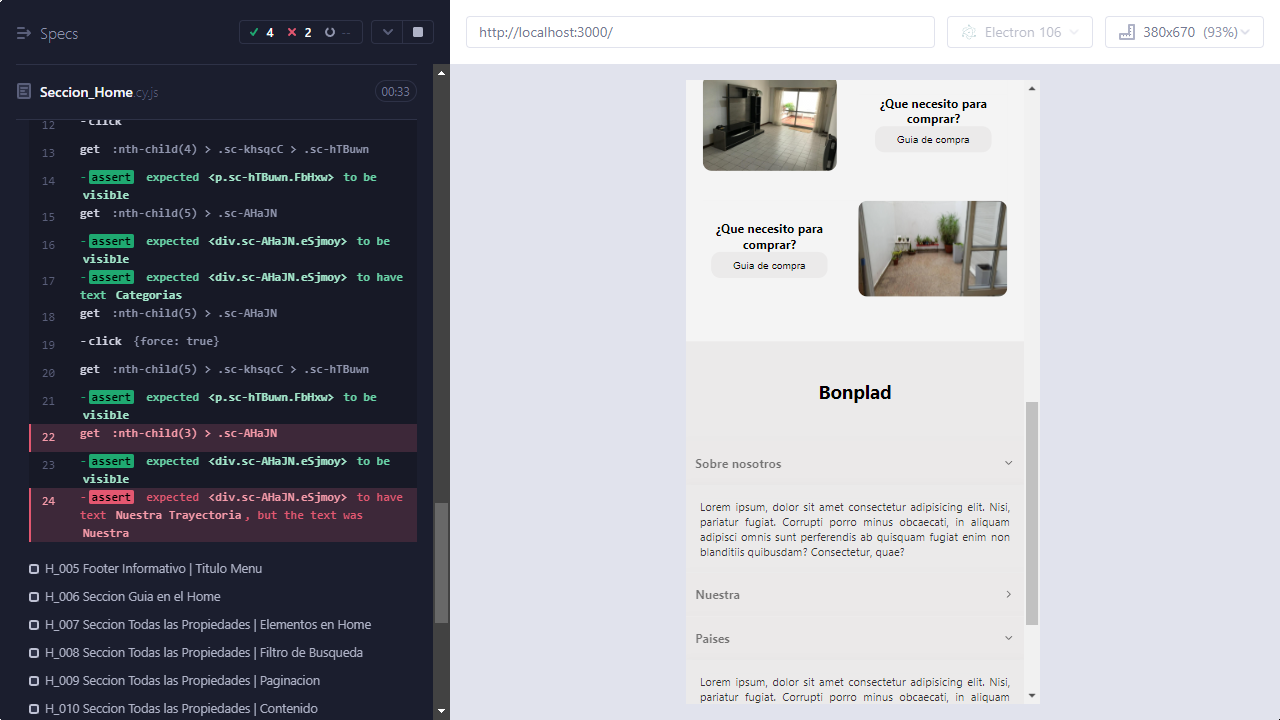 Specs
4
2
--
Seccion_Home.cy.js
00:33
12
-click
13
get :nth-child(4) > .sc-khsqcC > .sc-hTBuwn
14
-assert expected <p.sc-hTBuwn.FbHxw> to be
visible
15
get :nth-child(5) > .sc-AHaJN
16
-assert expected <div.sc-AHaJN.eSjmoy> to be
visible
17
-assert expected <div.sc-AHaJN.eSjmoy> to have
text Categorias
18
get :nth-child(5) > .sc-AHaJN
19
-click {force: true}
20
get :nth-child(5) > .sc-khsqcC > .sc-hTBuwn
21
-assert expected <p.sc-hTBuwn.FbHxw> to be
visible
22
get :nth-child(3) > .sc-AHaJN
23
-assert expected <div.sc-AHaJN.eSjmoy> to be
visible
24
-assert expected <div.sc-AHaJN.eSjmoy> to have
text Nuestra Trayectoria, but the text was
Nuestra
H_005 Footer Informativo | Titulo Menu
H_006 Seccion Guia en el Home
H_007 Seccion Todas las Propiedades | Elementos en Home
H_008 Seccion Todas las Propiedades | Filtro de Busqueda
H_009 Seccion Todas las Propiedades | Paginacion
H_010 Seccion Todas las Propiedades | Contenido
http://localhost:3000/
Electron 106
380x670 (93%)
¿Que necesito para
comprar?
Guia de compra
¿Que necesito para
comprar?
Guia de compra
Bonplad
Sobre nosotros
Lorem ipsum, dolor sit amet consectetur adipisicing elit. Nisi,
pariatur fugiat. Corrupti porro minus obcaecati, in aliquam
adipisci omnis sunt perferendis ab quisquam fugiat enim non
blanditiis quibusdam? Consectetur, quae?
Nuestra
Paises
Lorem ipsum, dolor sit amet consectetur adipisicing elit. Nisi,
pariatur fugiat. Corrupti porro minus obcaecati, in aliquam